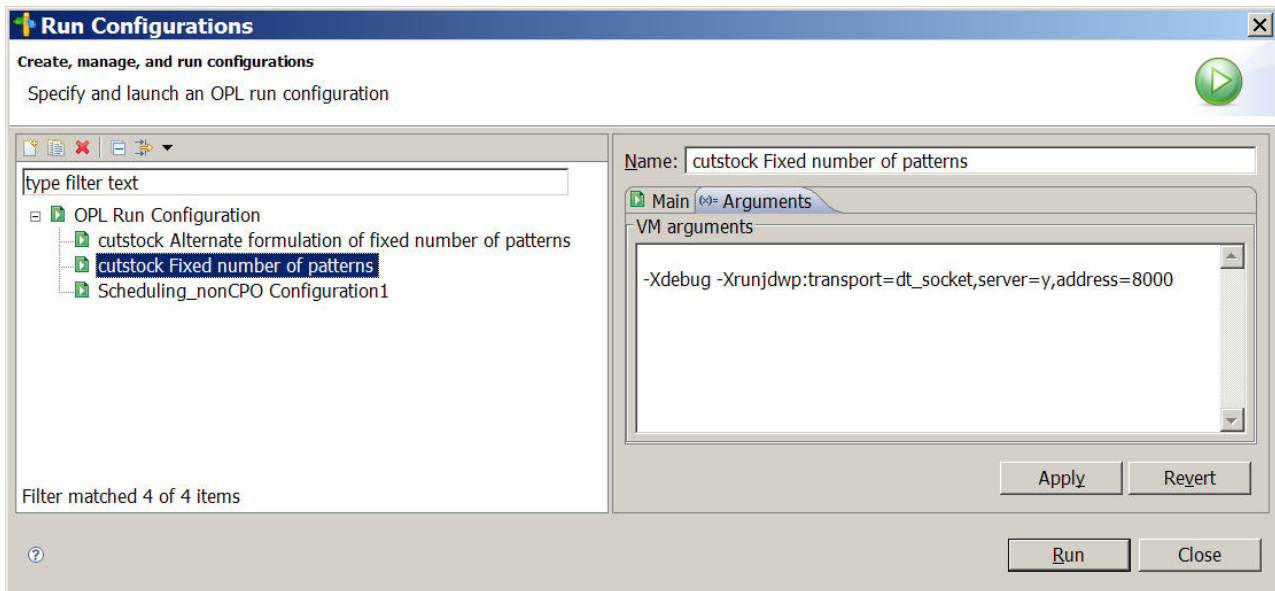 Run Configurations
Create, manage, and run configurations
Specify and launch an OPL run configuration
type filter text
OPL Run Configuration
cutstock Alternate formulation of fixed number of patterns
cutstock Fixed number of patterns
Scheduling_nonCPO Configuration1
Filter matched 4 of 4 items
Name: cutstock Fixed number of patterns
Main (x)= Arguments
VM arguments
-Xdebug -Xrunjdwp:transport=dt_socket,server=y,address=8000
Apply Revert
? Run Close